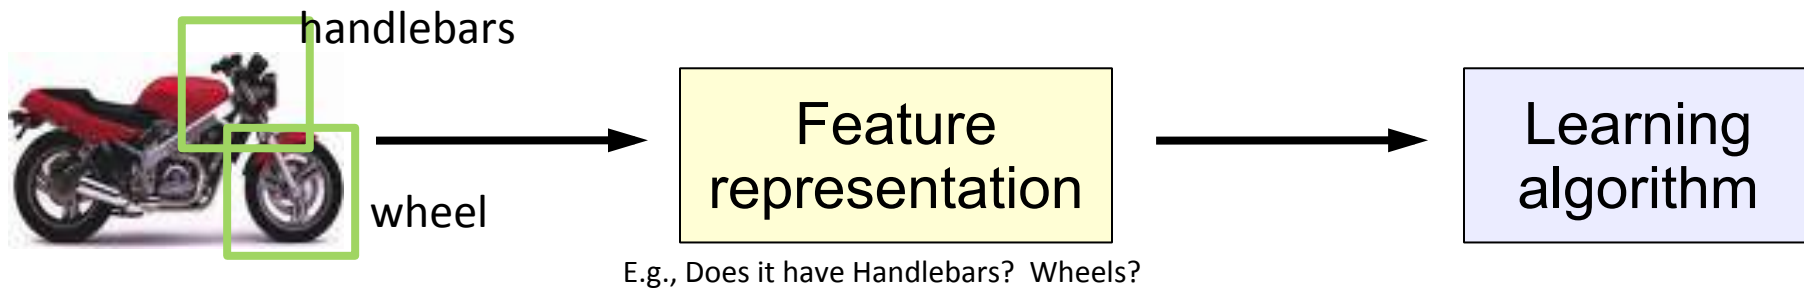 handlebars
wheel
Feature
representation
E.g., Does it have Handlebars?  Wheels?
Learning
algorithm